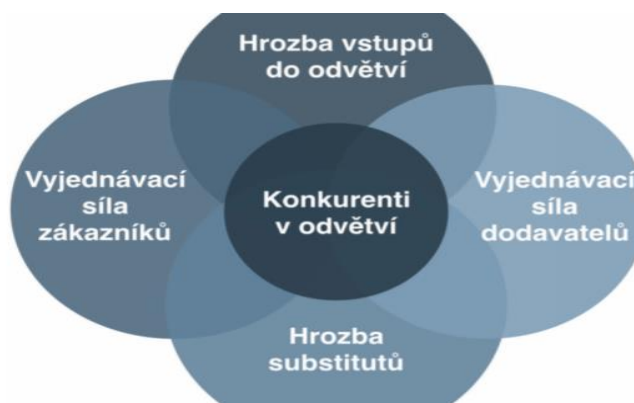 Hrozba vstupů
do odvětví
Vyjednávací
síla
zákazníků
Konkurenti
v odvětví
Vyjednávací
síla
dodavatelů
Hrozba
substitutů